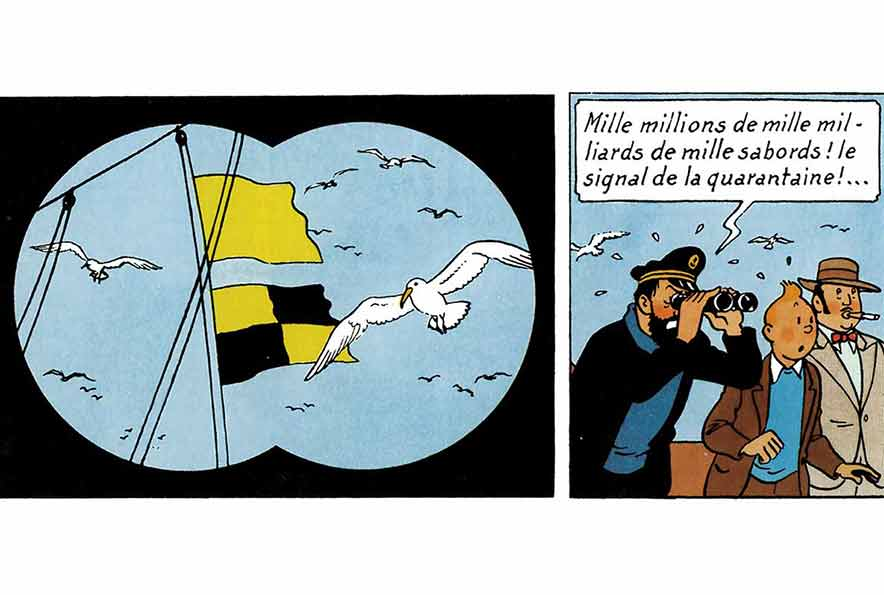 Mille millions de mille mil-
liards de mille sabords! le
signal de la quarantaine!...